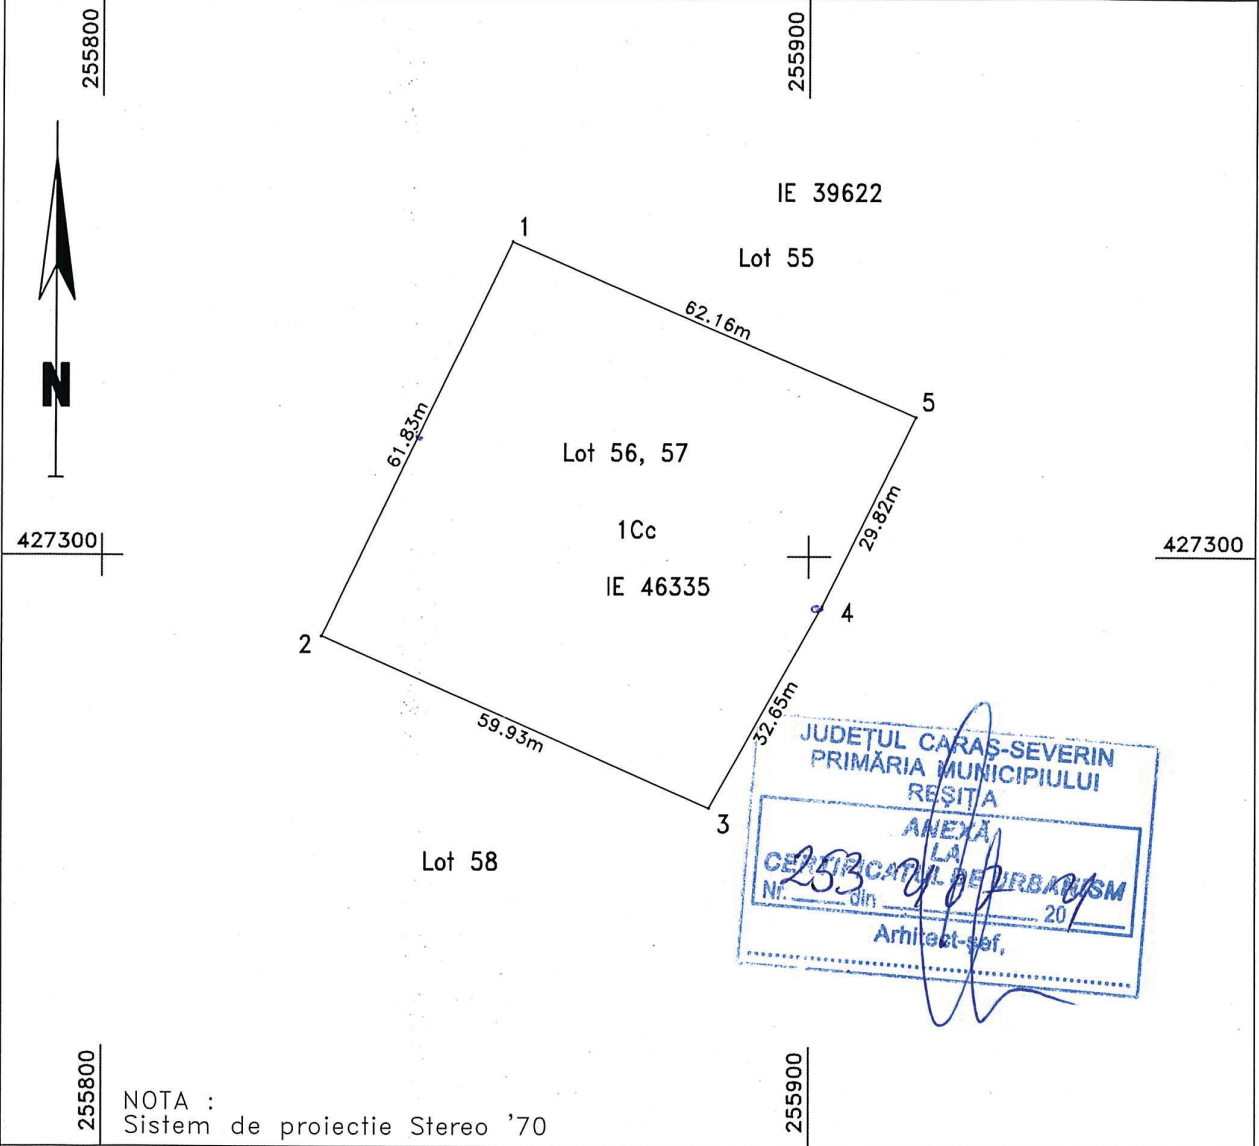 255800
255900
IE 39622
1
Lot 55
62.16m
N
5
61.83m
Lot 56, 57
29.82m
1Cc
427300
427300
IE 46335
4
2
32.65m
59.93m
JUDEȚUL CARAȘ-SEVERIN
PRIMĂRIA MUNICIPIULUI
REȘIȚA
3
ANEXĂ
LA
Lot 58
CERTIFICATUL DE URBANISM
Nr. 253 din 20
Arhitect-șef,
255800
255900
NOTA :
Sistem de proiectie Stereo '70